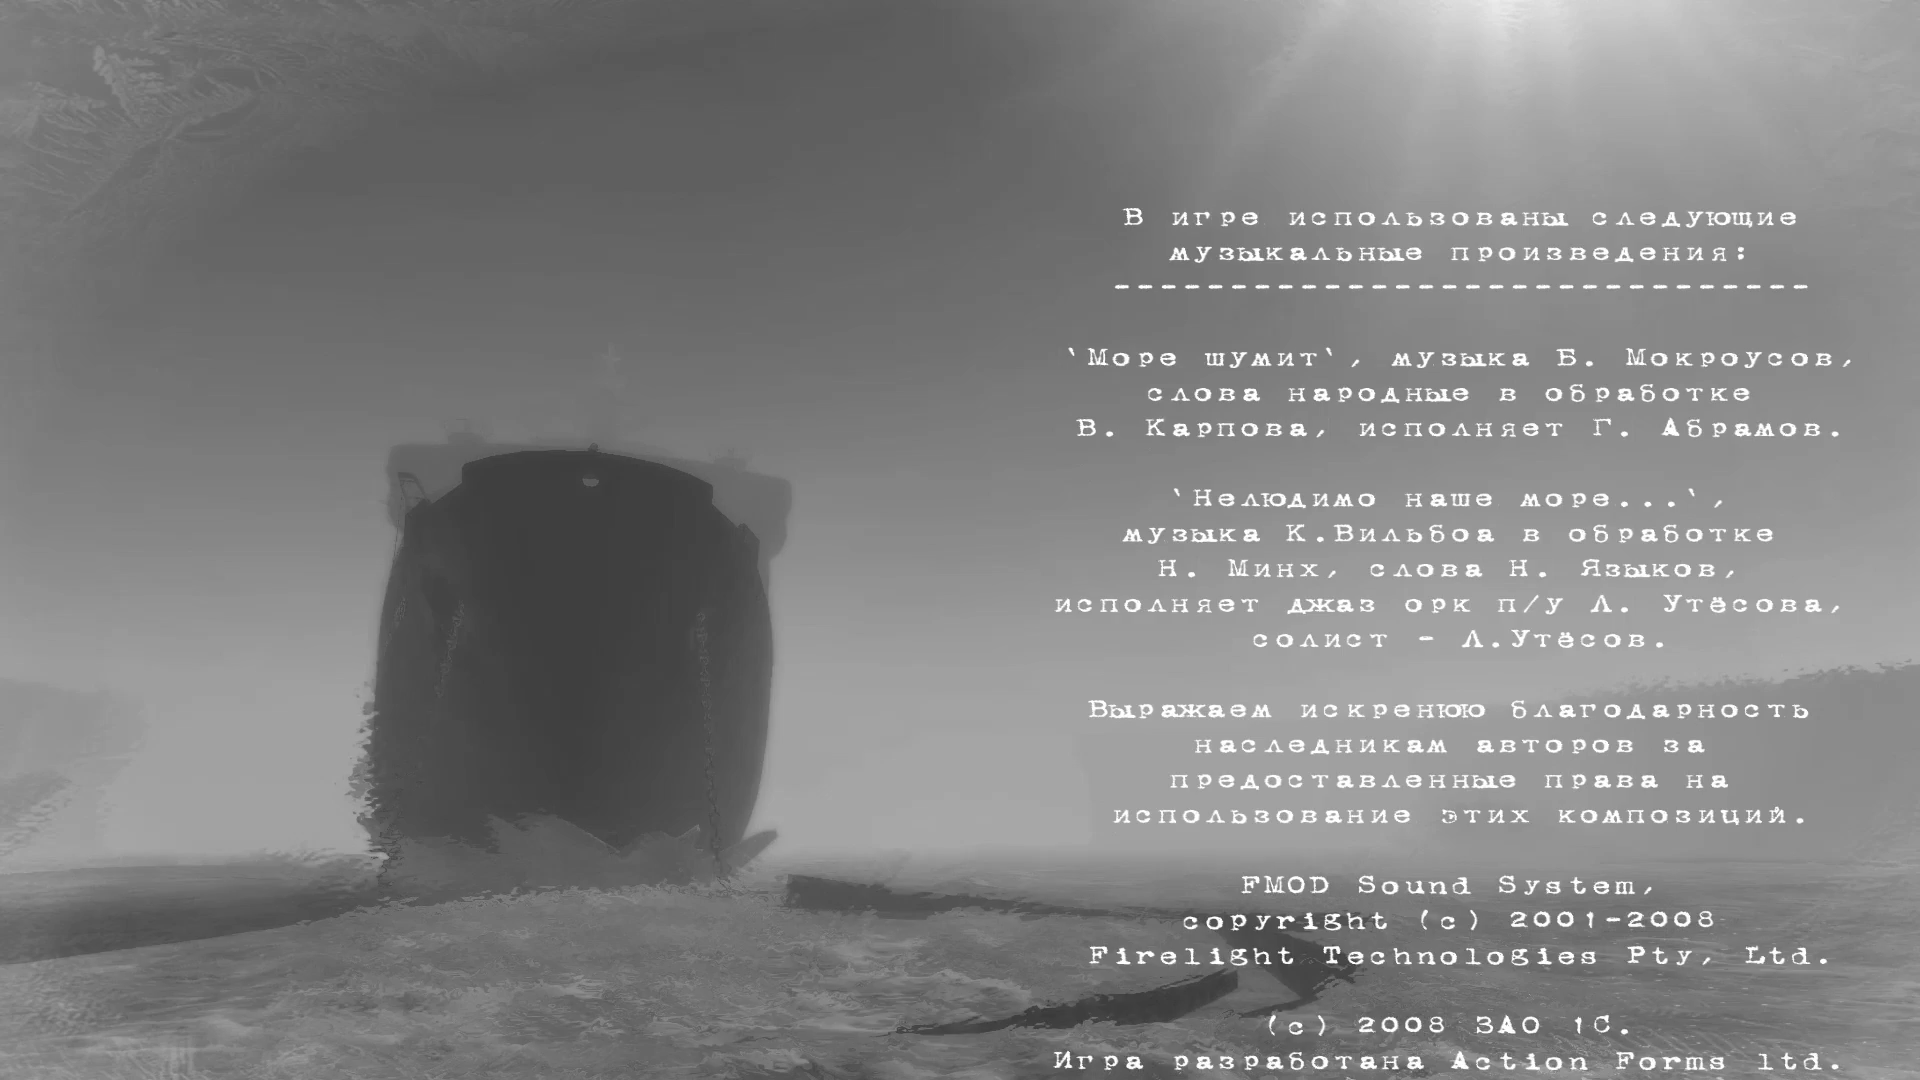 В игре использованы следующие
музыкальные произведения:
------------------------------
`Море шумит`, музыка Б. Мокроусов,
слова народные в обработке
В. Карпова, исполняет Г. Абрамов.
`Нелюдимо наше море...`,
музыка К.Вильбоа в обработке
Н. Минх, слова Н. Языков,
исполняет джаз орк п/у Л. Утёсова,
солист - Л.Утёсов.
Выражаем искренюю благодарность
наследникам авторов за
предоставленные права на
использование этих композиций.
FMOD Sound System,
copyright (c) 2001-2008
Firelight Technologies Pty, Ltd.
(c) 2008 ЗАО 1С.
Игра разработана Action Forms ltd.